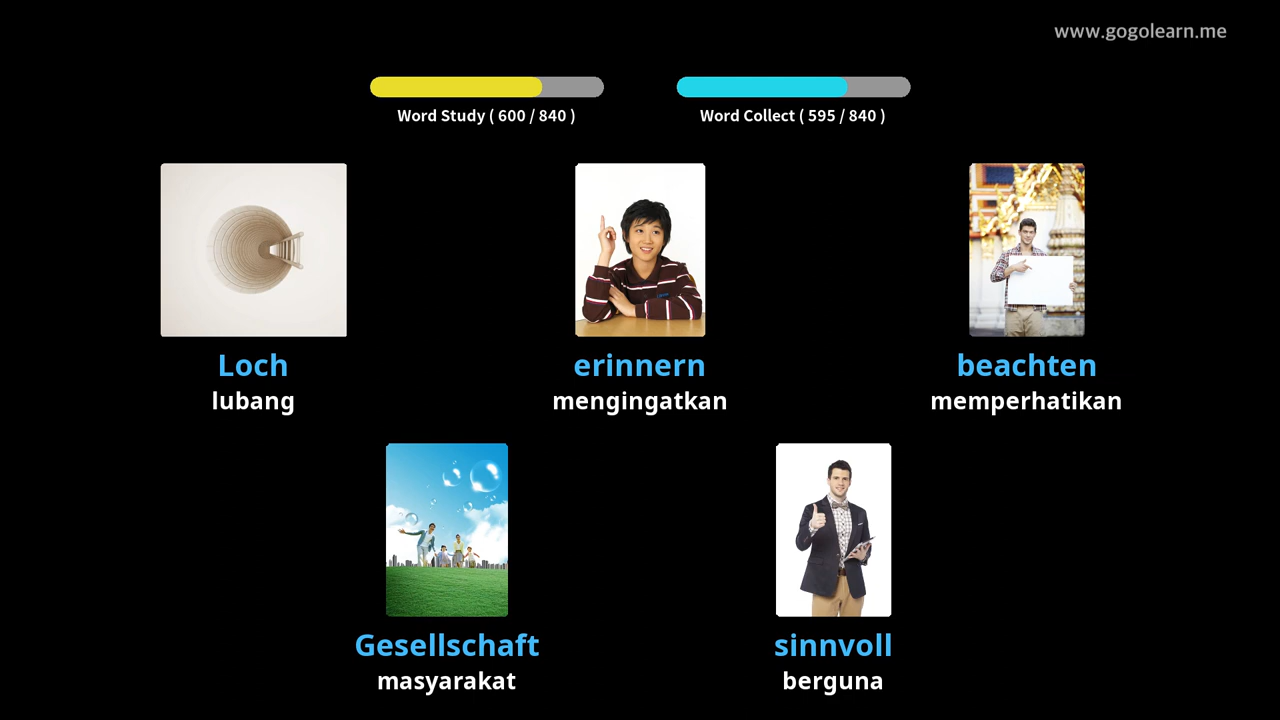 www.gogolearn.me
Word Study ( 600 / 840 )
Word Collect ( 595 / 840 )
Loch
lubang
erinnern
mengingatkan
beachten
memperhatikan
Gesellschaft
masyarakat
sinnvoll
berguna